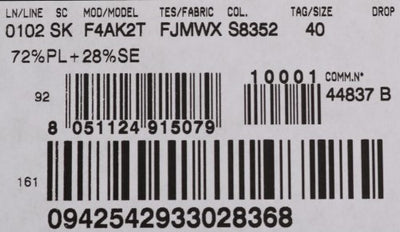 LN/LINE SC MOD/MODEL TES/FABRIC COL. TAG/SIZE DROP
0102 SK F4AK2T FJMWX S8352 40
72%PL+28%SE
10001 COMM.N°
92 44837 B
8 051124 915079
161
0942542933028368